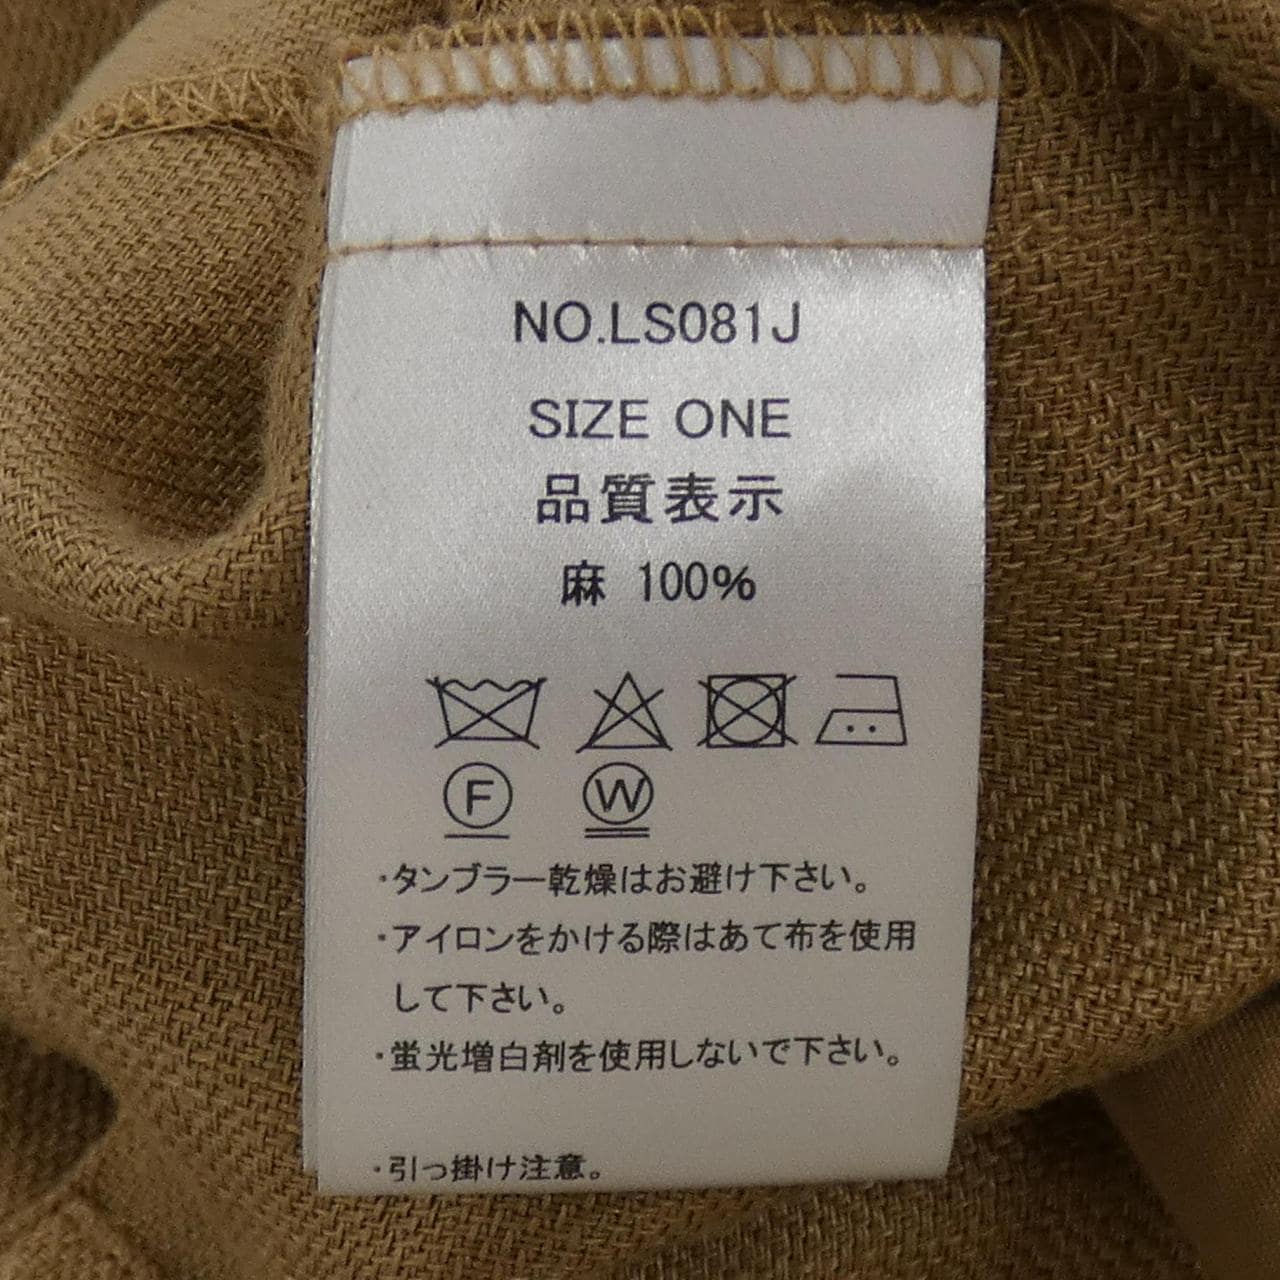 NO.LS081J
SIZE ONE
品質表示
麻 100%
F W
・タンブラー乾燥はお避け下さい。
・アイロンをかける際はあて布を使用
して下さい。
・蛍光増白剤を使用しないで下さい。
・引っ掛け注意。